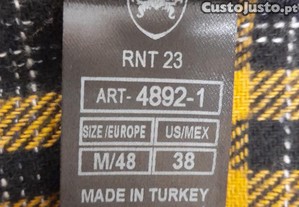 CustoJusto.pt
RNT 23
ART- 4892-1
SIZE/EUROPE US/MEX
M/48 38
MADE IN TURKEY